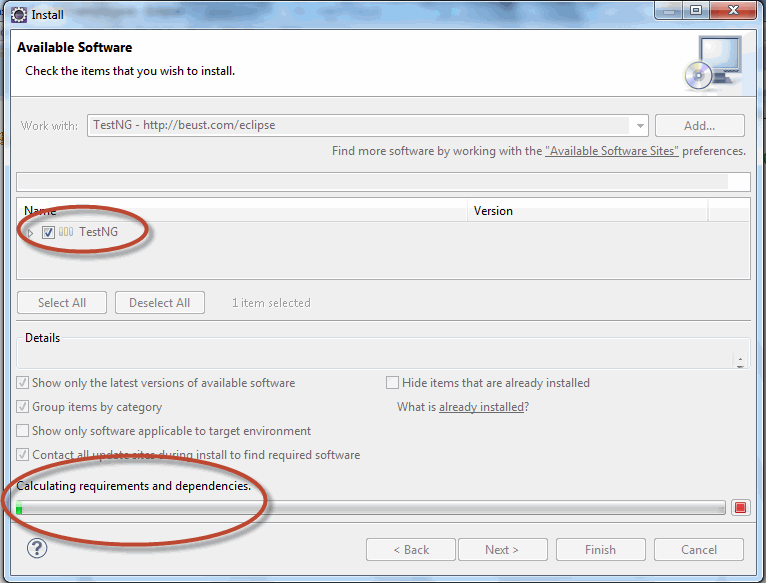 Install
Available Software
Check the items that you wish to install.
Work with: TestNG - http://beust.com/eclipse Add...
Find more software by working with the "Available Software Sites" preferences.
Name Version
TestNG
Select All Deselect All 1 item selected
Details
Show only the latest versions of available software Hide items that are already installed
Group items by category What is already installed?
Show only software applicable to target environment
Contact all update sites during install to find required software
Calculating requirements and dependencies.
? < Back Next > Finish Cancel